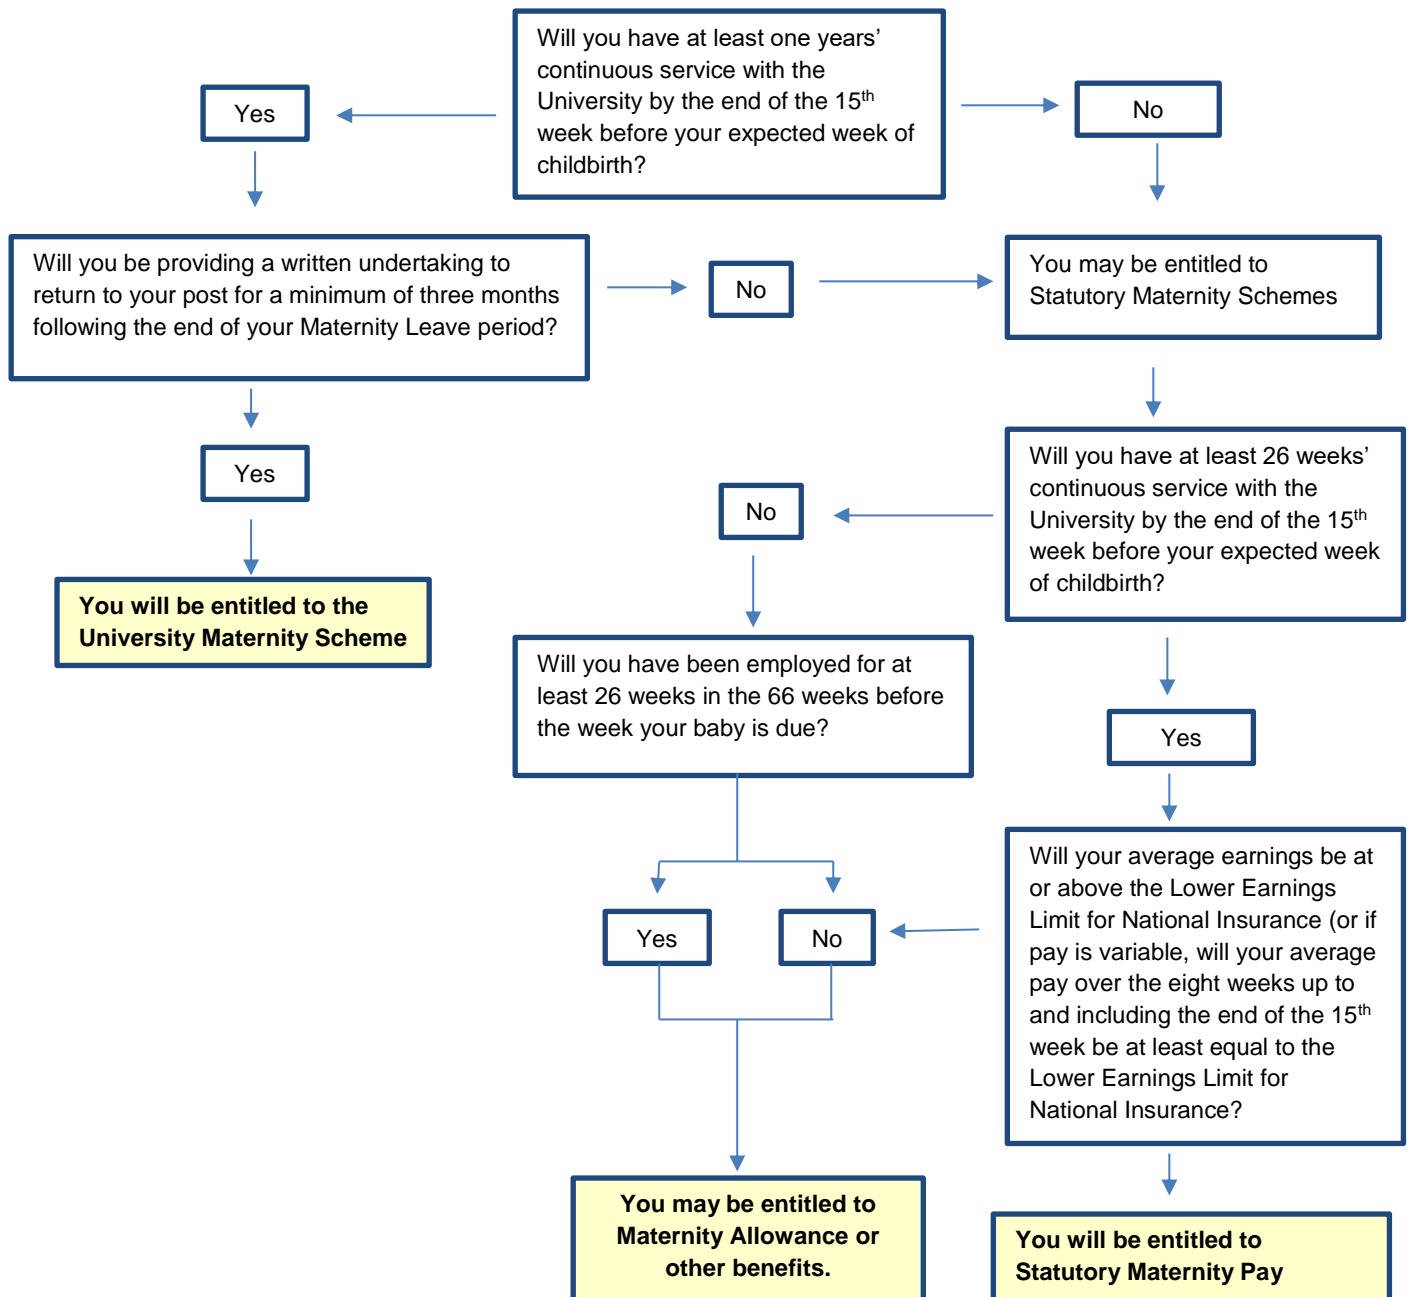 Will you have at least one years’
continuous service with the
University by the end of the 15th
week before your expected week of
childbirth?
Yes
No
Will you be providing a written undertaking to
return to your post for a minimum of three months
following the end of your Maternity Leave period?
No
You may be entitled to
Statutory Maternity Schemes
Yes
Will you have at least 26 weeks’
continuous service with the
University by the end of the 15th
week before your expected week
of childbirth?
No
You will be entitled to the
University Maternity Scheme
Will you have been employed for at
least 26 weeks in the 66 weeks before
the week your baby is due?
Yes
Will your average earnings be at
or above the Lower Earnings
Limit for National Insurance (or if
pay is variable, will your average
pay over the eight weeks up to
and including the end of the 15th
week be at least equal to the
Lower Earnings Limit for
National Insurance?
Yes
No
You may be entitled to
Maternity Allowance or
other benefits.
You will be entitled to
Statutory Maternity Pay